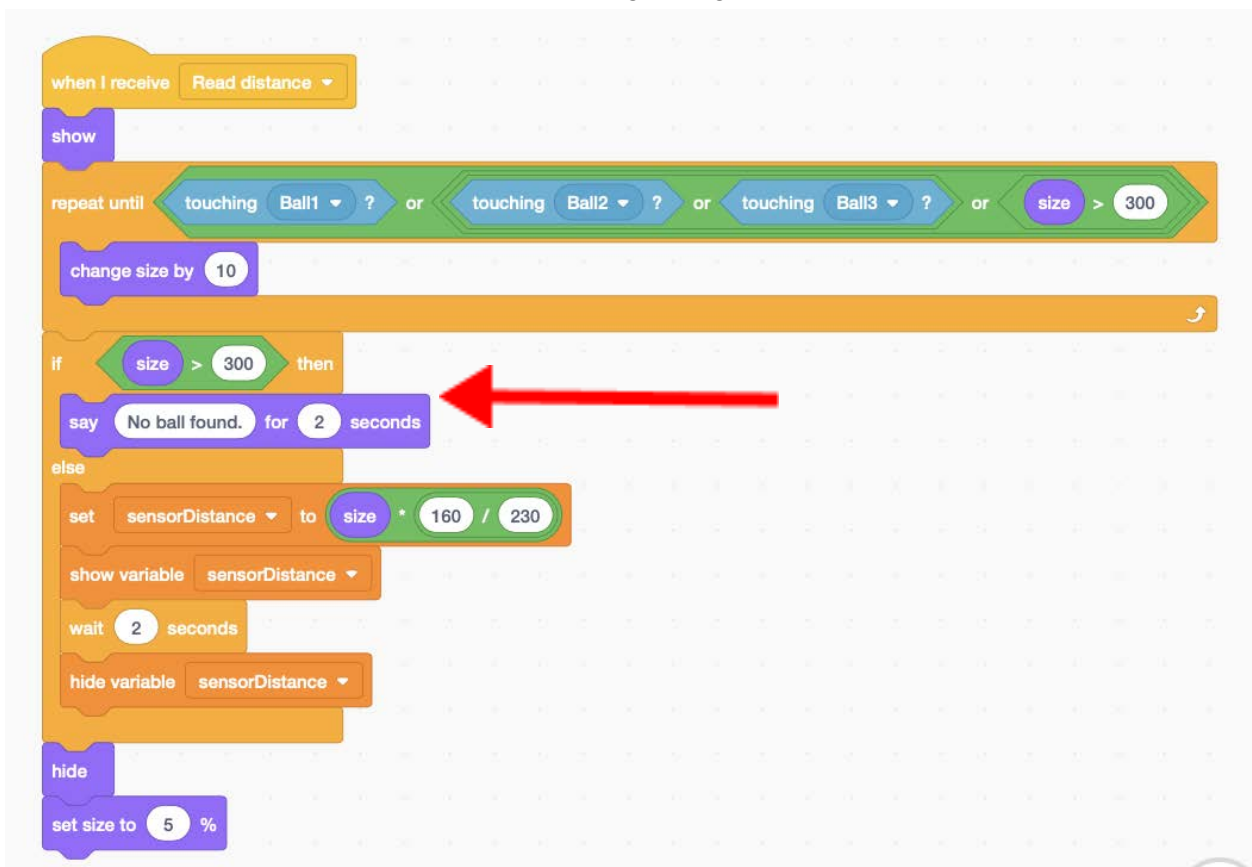 when I receive Read distance
show
repeat until touching Ball1 ? or touching Ball2 ? or touching Ball3 ? or size > 300
change size by 10
if size > 300 then
say No ball found. for 2 seconds
else
set sensorDistance to size * 160 / 230
show variable sensorDistance
wait 2 seconds
hide variable sensorDistance
hide
set size to 5 %